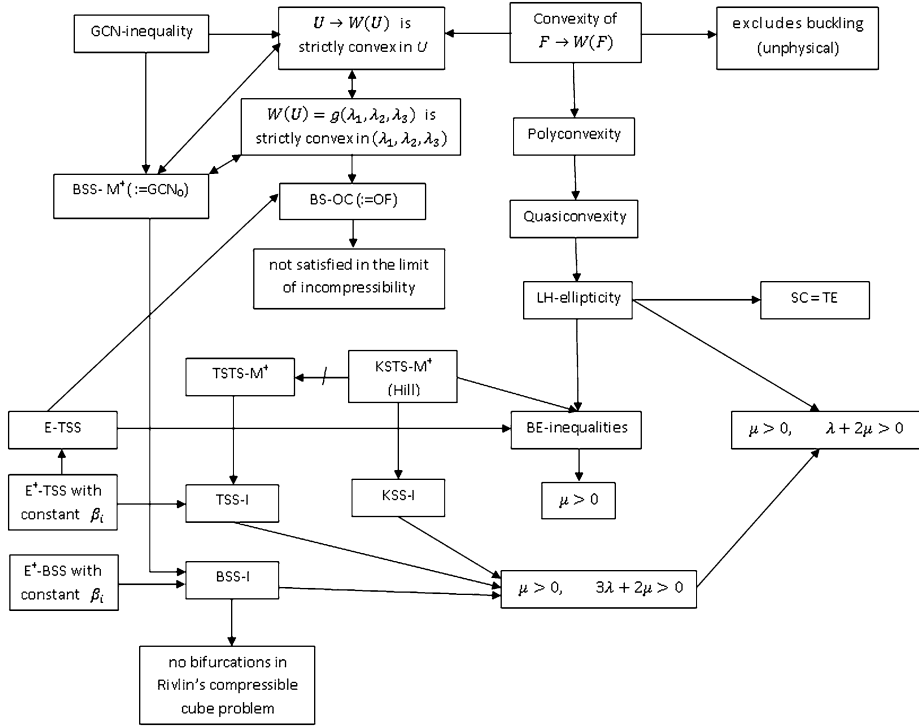 GCN-inequality
U → W(U) is
strictly convex in U
Convexity of
F → W(F)
excludes buckling
(unphysical)
W(U) = g(λ₁, λ₂, λ₃) is
strictly convex in (λ₁, λ₂, λ₃)
Polyconvexity
BSS- M⁺ (:=GCN₀)
BS-OC (:=OF)
Quasiconvexity
not satisfied in the limit
of incompressibility
LH-ellipticity
SC = TE
TSTS-M⁺
KSTS-M⁺
(Hill)
E-TSS
BE-inequalities
μ > 0, λ + 2μ > 0
E⁺-TSS with
constant βᵢ
TSS-I
KSS-I
μ > 0
E⁺-BSS with
constant βᵢ
BSS-I
μ > 0, 3λ + 2μ > 0
no bifurcations in
Rivlin's compressible
cube problem